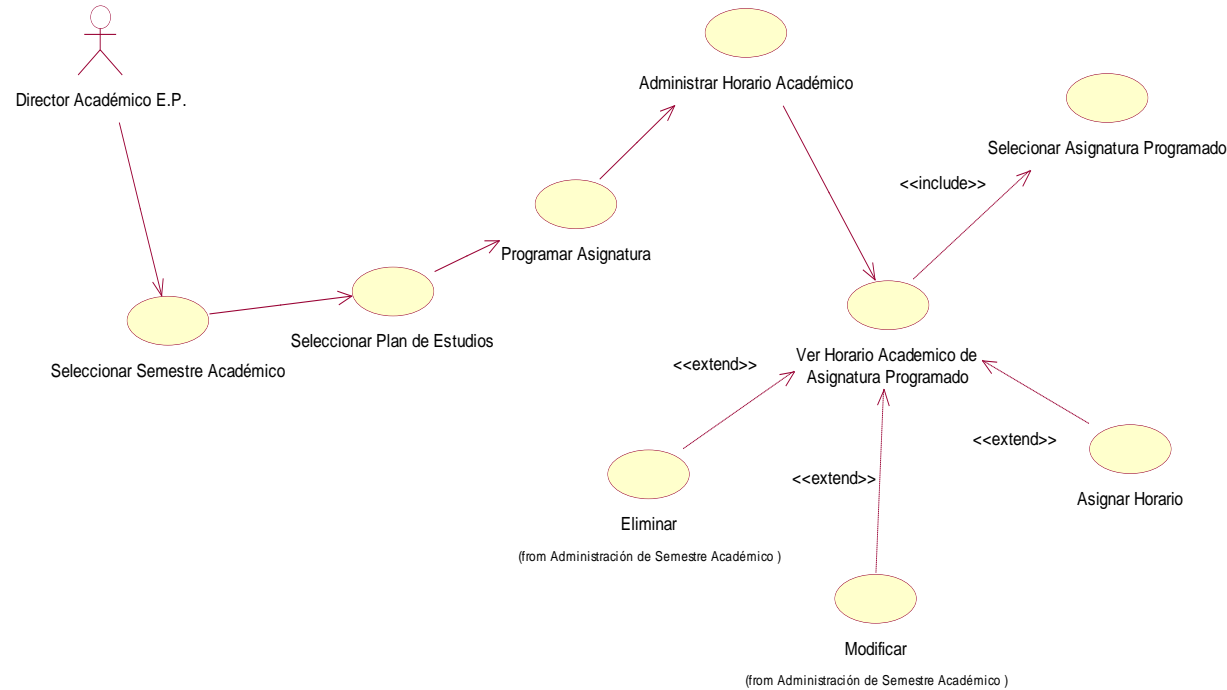 Director Académico E.P.
Administrar Horario Académico
Selecionar Asignatura Programado
<<include>>
Programar Asignatura
Seleccionar Plan de Estudios
Seleccionar Semestre Académico
Ver Horario Academico de
Asignatura Programado
<<extend>>
<<extend>>
<<extend>>
Asignar Horario
Eliminar
(from Administración de Semestre Académico )
Modificar
(from Administración de Semestre Académico )